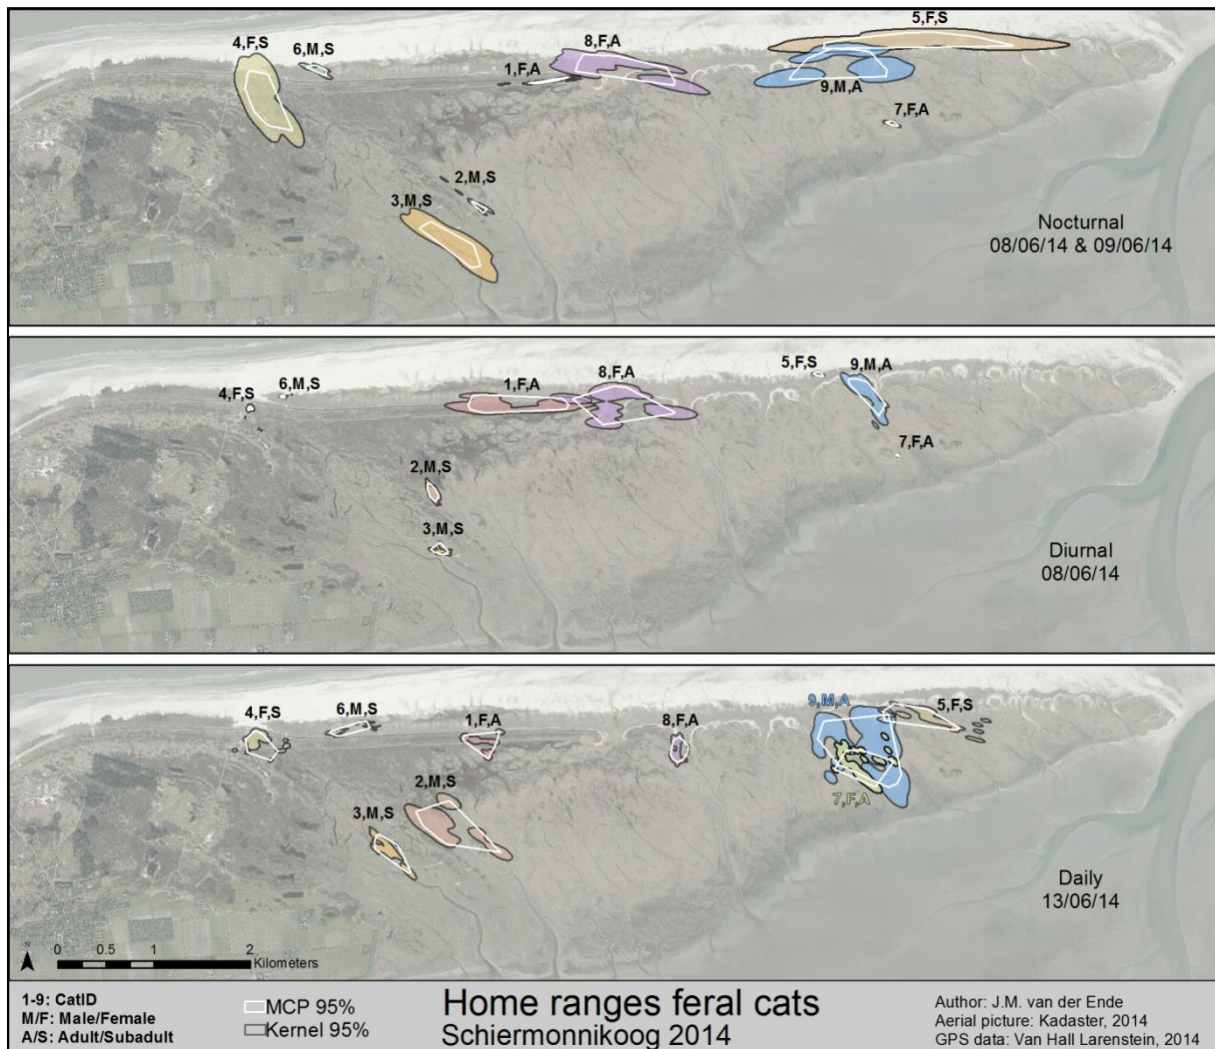 5,F,S
4,F,S
6,M,S
8,F,A
1,F,A
9,M,A
7,F,A
2,M,S
3,M,S
Nocturnal
08/06/14 & 09/06/14
5,F,S
9,M,A
8,F,A
1,F,A
6,M,S
4,F,S
7,F,A
2,M,S
3,M,S
Diurnal
08/06/14
9,M,A
5,F,S
4,F,S
6,M,S
1,F,A
8,F,A
2,M,S
7,F,A
3,M,S
Daily
13/06/14
N
0 0.5 1 2
Kilometers
1-9: CatID
M/F: Male/Female
A/S: Adult/Subadult
MCP 95%
Kernel 95%
Home ranges feral cats
Schiermonnikoog 2014
Author: J.M. van der Ende
Aerial picture: Kadaster, 2014
GPS data: Van Hall Larenstein, 2014